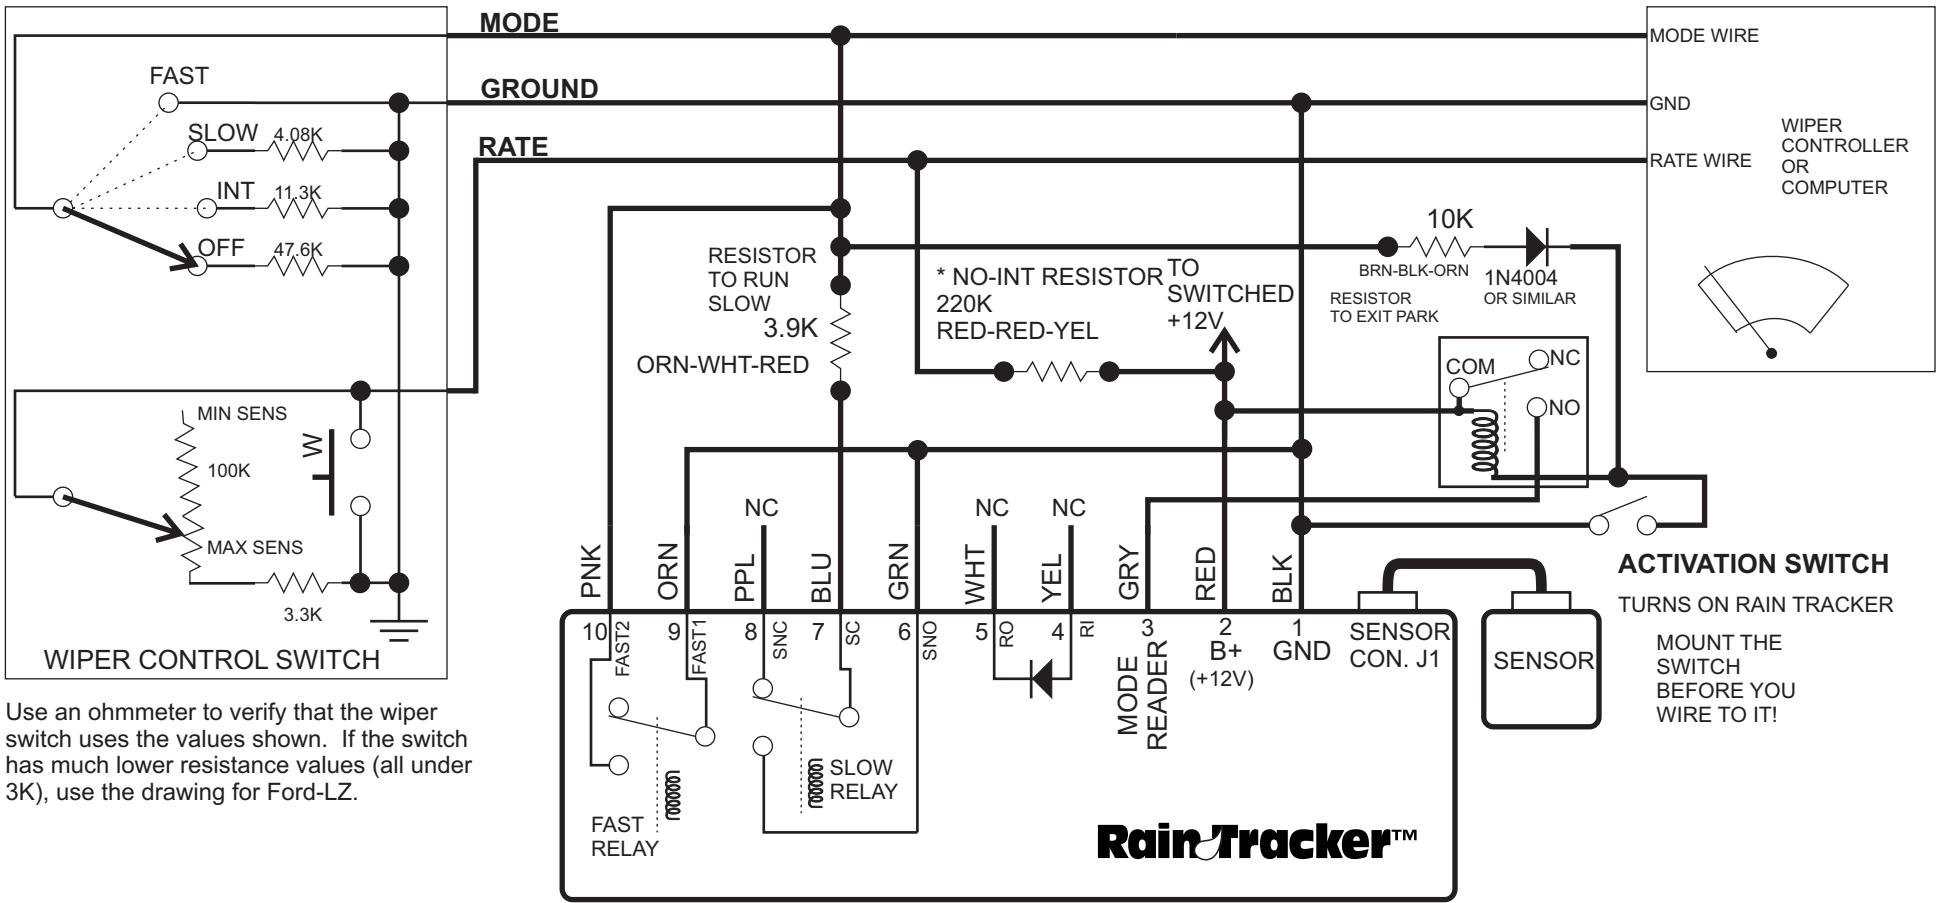 MODE
GROUND
RATE
FAST
SLOW 4.08K
INT 11.3K
OFF 47.6K
MIN SENS
100K
W
MAX SENS
3.3K
WIPER CONTROL SWITCH
Use an ohmmeter to verify that the wiper
switch uses the values shown. If the switch
has much lower resistance values (all under
3K), use the drawing for Ford-LZ.
MODE WIRE
GND
RATE WIRE
WIPER
CONTROLLER
OR
COMPUTER
RESISTOR
TO RUN
SLOW
3.9K
ORN-WHT-RED
* NO-INT RESISTOR
220K
RED-RED-YEL
TO
SWITCHED
+12V
10K
BRN-BLK-ORN
RESISTOR
TO EXIT PARK
1N4004
OR SIMILAR
COM
NC
NO
ACTIVATION SWITCH
TURNS ON RAIN TRACKER
MOUNT THE
SWITCH
BEFORE YOU
WIRE TO IT!
NC
NC
NC
PNK
ORN
PPL
BLU
GRN
WHT
YEL
GRY
RED
BLK
10 FAST2
9 FAST1
8 SNC
7 SC
6 SNO
5 RO
4 RI
3
MODE
READER
2
B+
(+12V)
1
GND
SENSOR
CON. J1
SENSOR
FAST
RELAY
SLOW
RELAY
Rain Tracker™